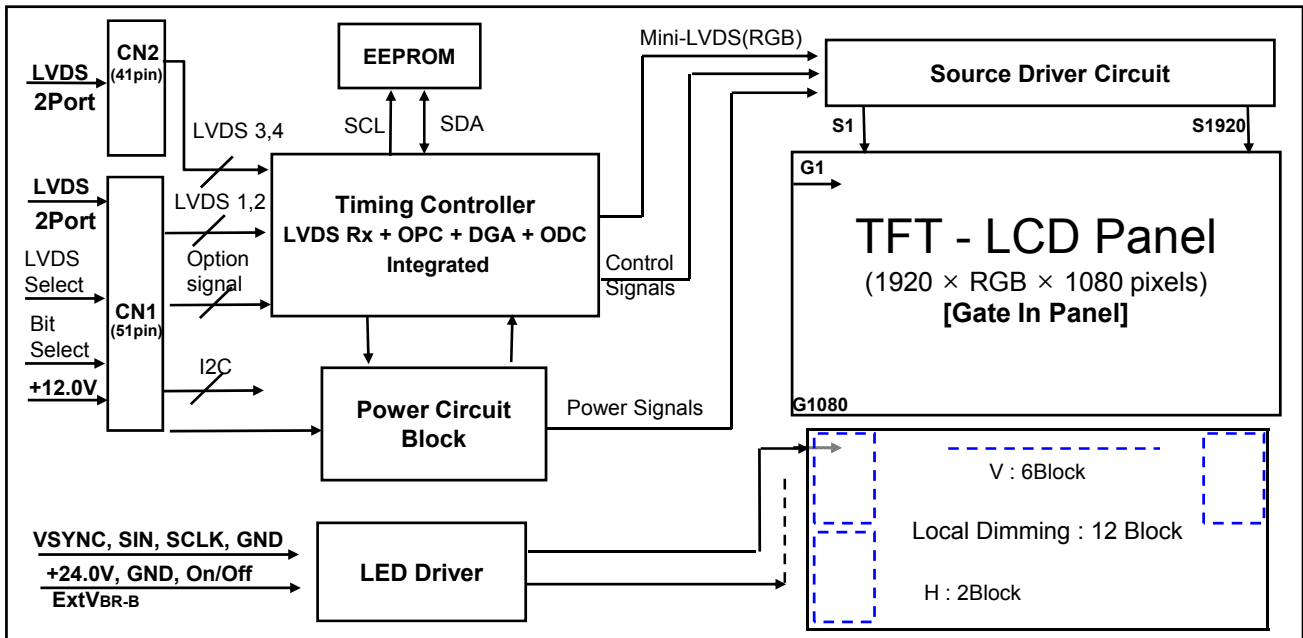 CN2
(41pin)
LVDS
2Port
LVDS 3,4
EEPROM
SCL
SDA
Mini-LVDS(RGB)
Source Driver Circuit
S1
S1920
LVDS
2Port
LVDS
Select
Bit
Select
+12.0V
CN1
(51pin)
LVDS 1,2
Option
signal
I2C
Timing Controller
LVDS Rx + OPC + DGA + ODC
Integrated
Control
Signals
Power Circuit
Block
Power Signals
G1
TFT - LCD Panel
(1920 × RGB × 1080 pixels)
[Gate In Panel]
G1080
V : 6Block
Local Dimming : 12 Block
H : 2Block
VSYNC, SIN, SCLK, GND
+24.0V, GND, On/Off
ExtVBR-B
LED Driver